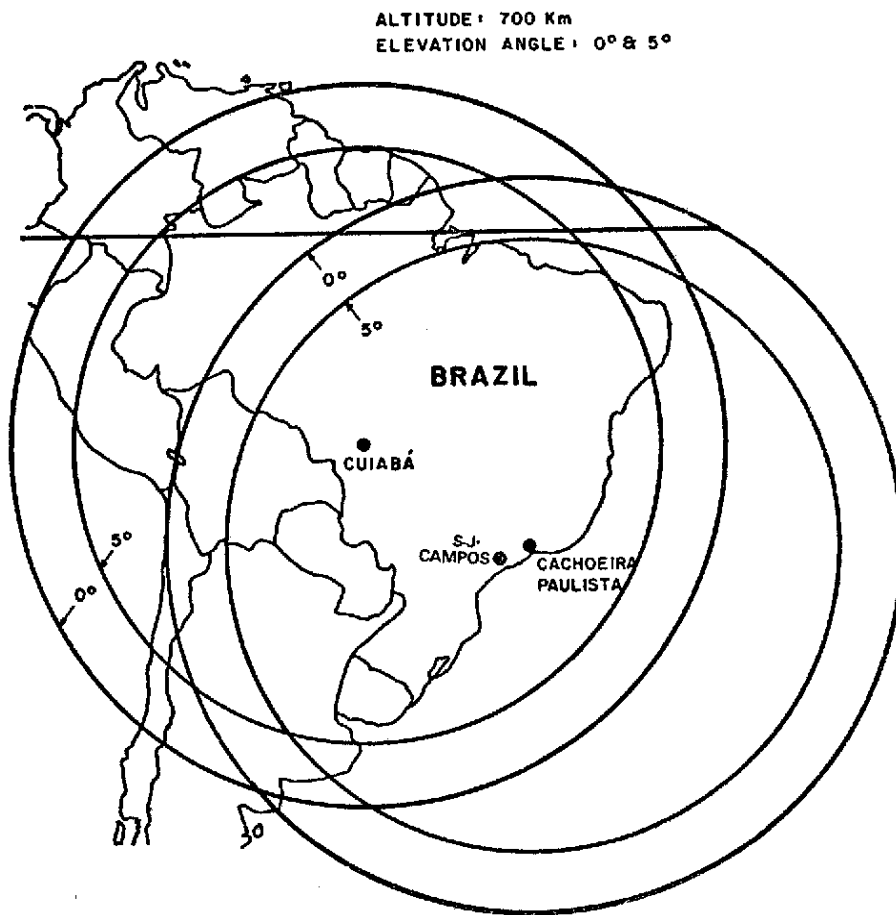 ALTITUDE: 700 Km
ELEVATION ANGLE: 0° & 5°
0°
5°
BRAZIL
CUIABÁ
S.J.
CAMPOS
CACHOEIRA
PAULISTA
5°
0°